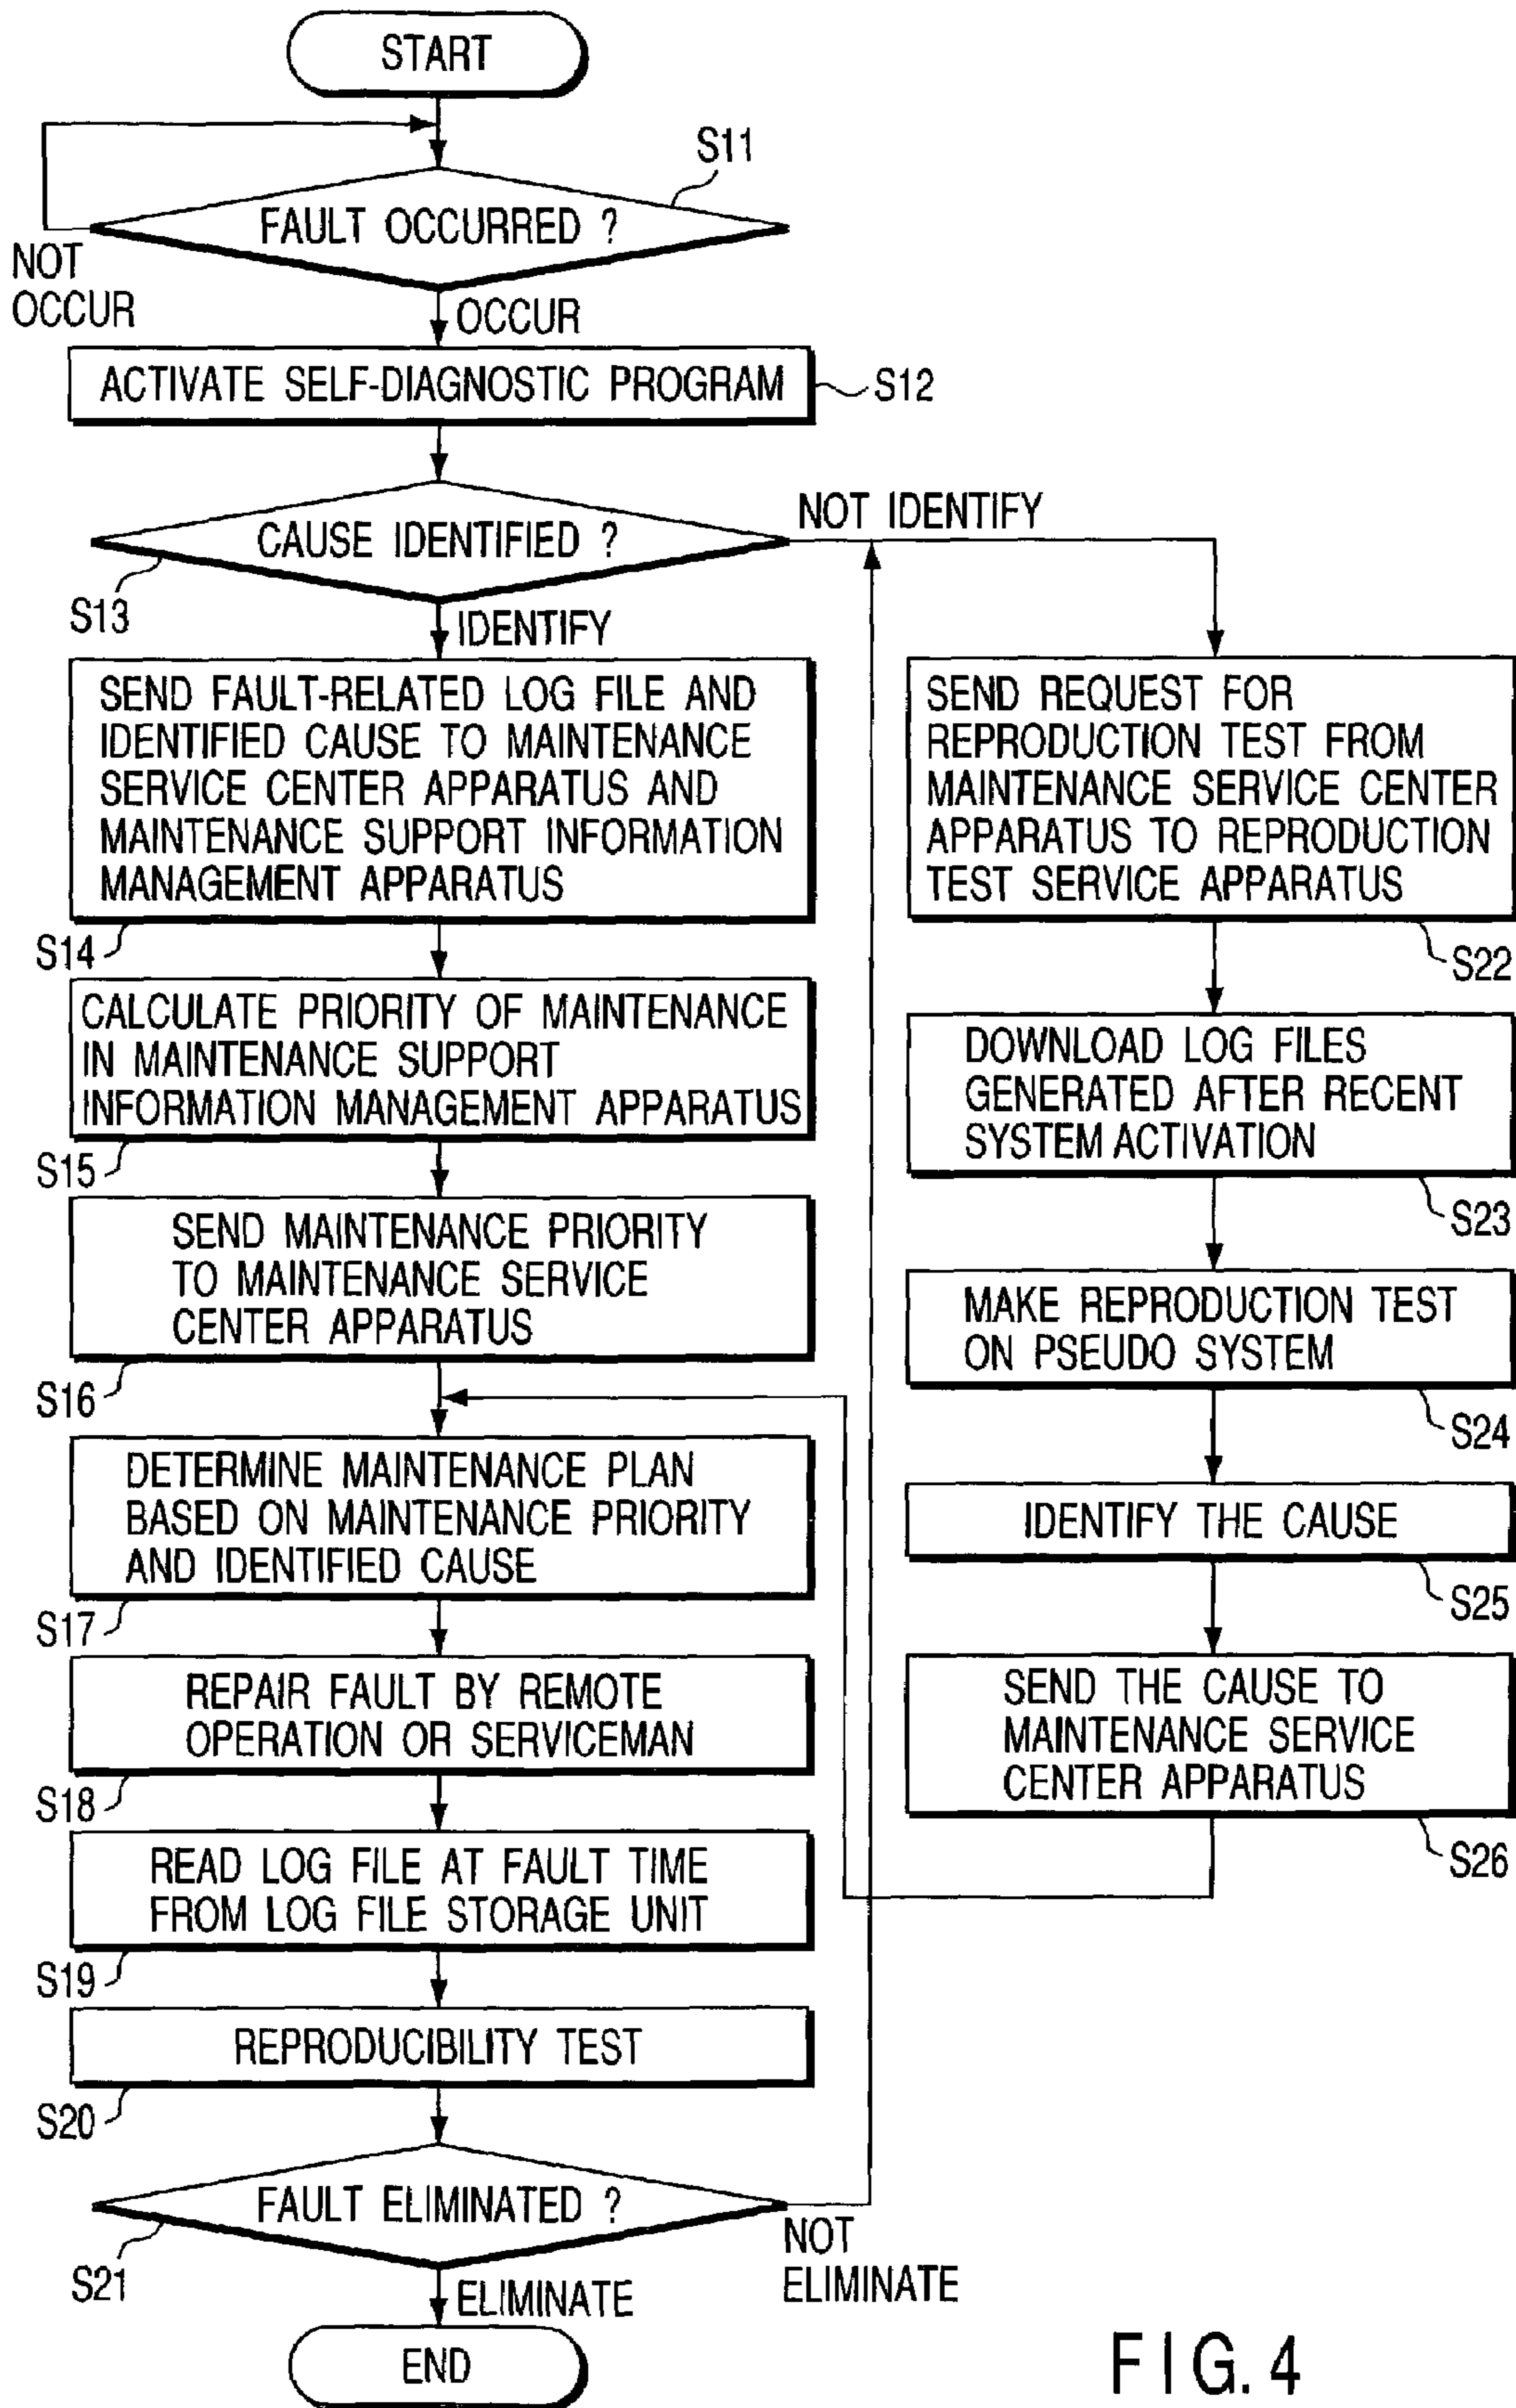 START
S11
FAULT OCCURRED ?
NOT
OCCUR
OCCUR
ACTIVATE SELF-DIAGNOSTIC PROGRAM
S12
NOT IDENTIFY
CAUSE IDENTIFIED ?
S13
IDENTIFY
SEND FAULT-RELATED LOG FILE AND
IDENTIFIED CAUSE TO MAINTENANCE
SERVICE CENTER APPARATUS AND
MAINTENANCE SUPPORT INFORMATION
MANAGEMENT APPARATUS
S14
CALCULATE PRIORITY OF MAINTENANCE
IN MAINTENANCE SUPPORT
INFORMATION MANAGEMENT APPARATUS
S15
SEND MAINTENANCE PRIORITY
TO MAINTENANCE SERVICE
CENTER APPARATUS
S16
DETERMINE MAINTENANCE PLAN
BASED ON MAINTENANCE PRIORITY
AND IDENTIFIED CAUSE
S17
REPAIR FAULT BY REMOTE
OPERATION OR SERVICEMAN
S18
READ LOG FILE AT FAULT TIME
FROM LOG FILE STORAGE UNIT
S19
REPRODUCIBILITY TEST
S20
FAULT ELIMINATED ?
S21
NOT
ELIMINATE
ELIMINATE
END
SEND REQUEST FOR
REPRODUCTION TEST FROM
MAINTENANCE SERVICE CENTER
APPARATUS TO REPRODUCTION
TEST SERVICE APPARATUS
S22
DOWNLOAD LOG FILES
GENERATED AFTER RECENT
SYSTEM ACTIVATION
S23
MAKE REPRODUCTION TEST
ON PSEUDO SYSTEM
S24
IDENTIFY THE CAUSE
S25
SEND THE CAUSE TO
MAINTENANCE SERVICE
CENTER APPARATUS
S26
FIG. 4